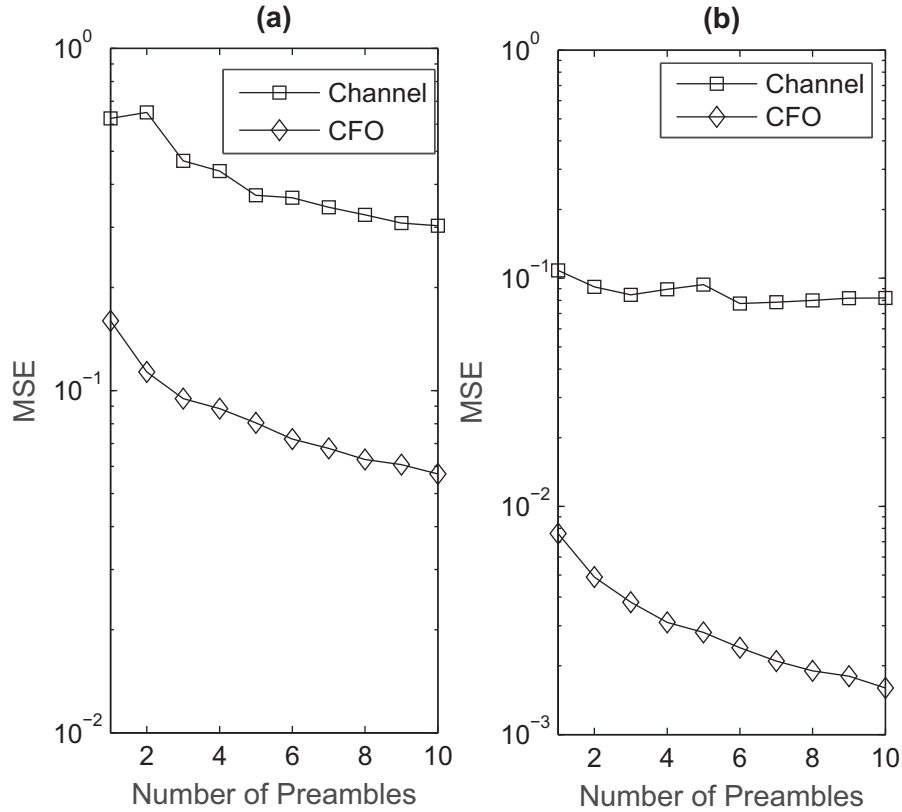 (a)
10^0
10^−1
10^−2
MSE
Channel
CFO
2 4 6 8 10
Number of Preambles
(b)
10^0
10^−1
10^−2
10^−3
MSE
Channel
CFO
2 4 6 8 10
Number of Preambles